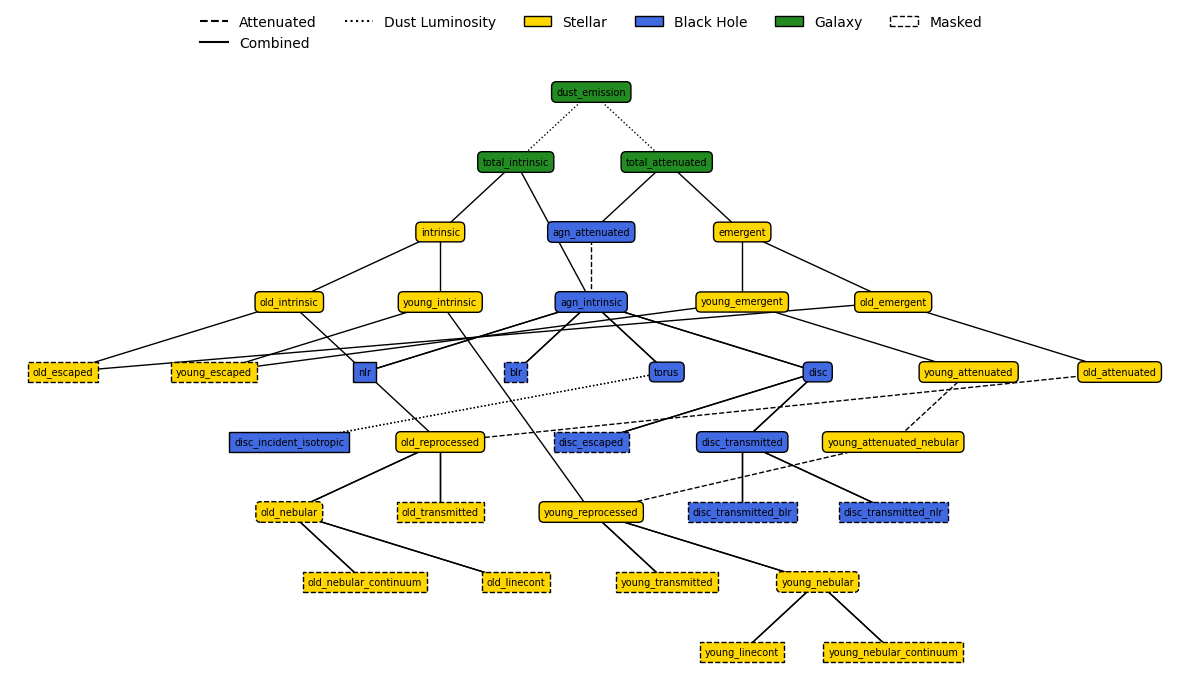 Attenuated Dust Luminosity Stellar Black Hole Galaxy Masked
Combined
dust_emission
total_intrinsic total_attenuated
intrinsic agn_attenuated emergent
old_intrinsic young_intrinsic agn_intrinsic young_emergent old_emergent
old_escaped young_escaped nlr blr torus disc young_attenuated old_attenuated
disc_incident_isotropic old_reprocessed disc_escaped disc_transmitted young_attenuated_nebular
old_nebular old_transmitted young_reprocessed disc_transmitted_blr disc_transmitted_nlr
old_nebular_continuum old_linecont young_transmitted young_nebular
young_linecont young_nebular_continuum